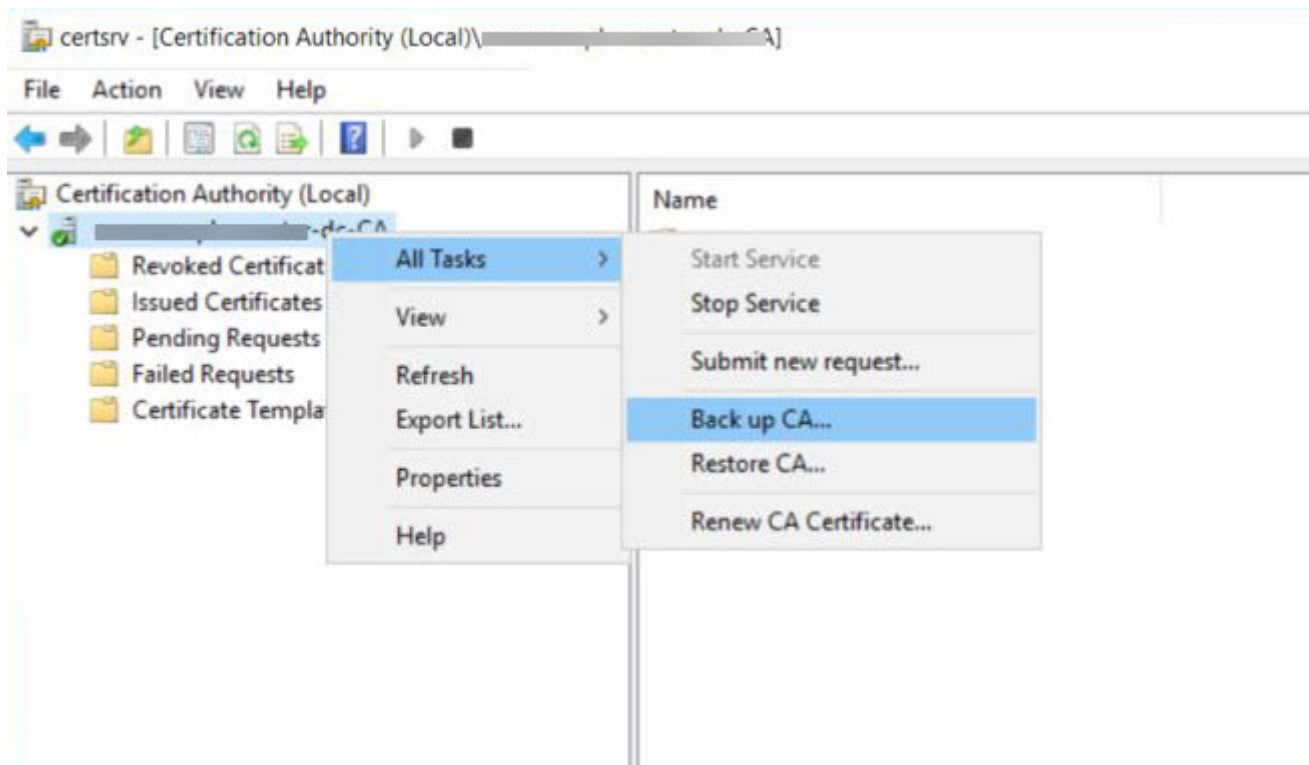 certsrv - [Certification Authority (Local)\ CA]
File Action View Help
Certification Authority (Local)
Name
-dc-CA
Revoked Certificat
Issued Certificates
Pending Requests
Failed Requests
Certificate Templa
All Tasks
View
Refresh
Export List...
Properties
Help
Start Service
Stop Service
Submit new request...
Back up CA...
Restore CA...
Renew CA Certificate...